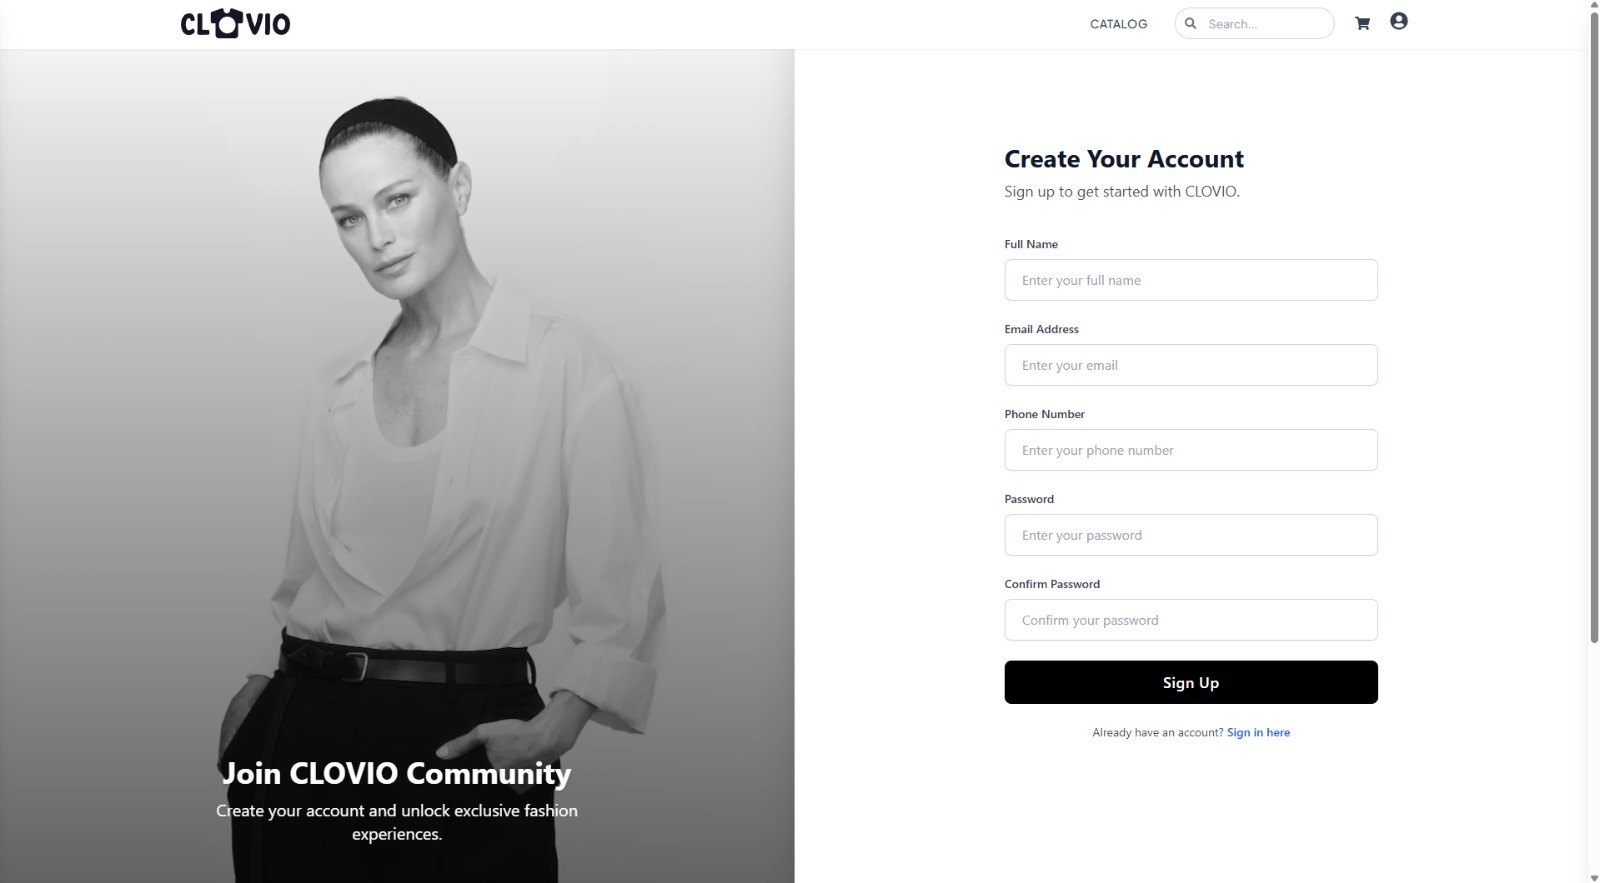 CLOVIO
CATALOG
Search...
Create Your Account
Sign up to get started with CLOVIO.
Full Name
Enter your full name
Email Address
Enter your email
Phone Number
Enter your phone number
Password
Enter your password
Confirm Password
Confirm your password
Sign Up
Already have an account? Sign in here
Join CLOVIO Community
Create your account and unlock exclusive fashion
experiences.